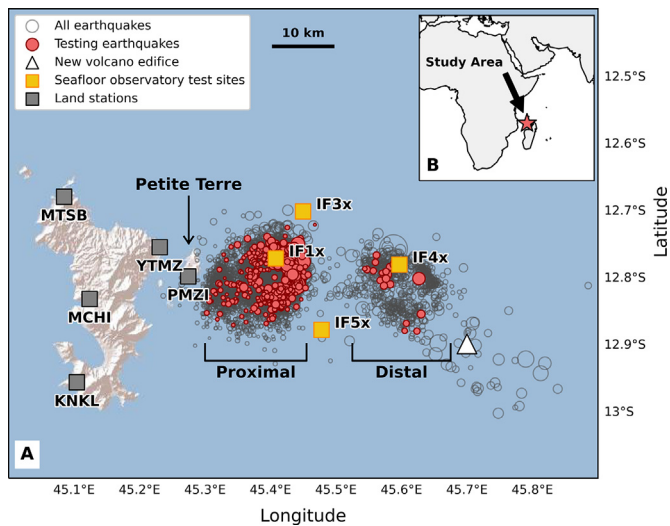 All earthquakes
Testing earthquakes
New volcano edifice
Seafloor observatory test sites
Land stations
10 km
Study Area
B
12.5°S
12.6°S
12.7°S
12.8°S
12.9°S
13°S
Latitude
Petite Terre
MTSB
YTMZ
PMZI
MCHI
KNKL
IF3x
IF1x
IF4x
IF5x
Proximal
Distal
A
45.1°E
45.2°E
45.3°E
45.4°E
45.5°E
45.6°E
45.7°E
45.8°E
Longitude